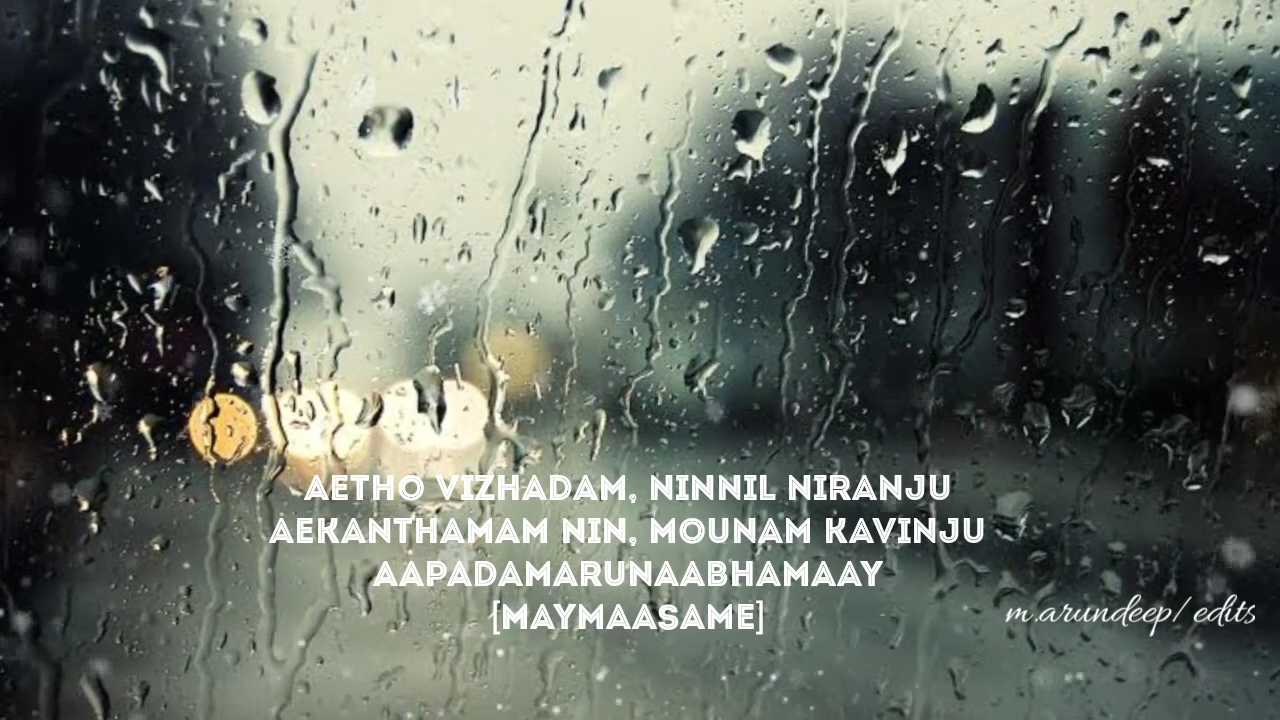 AETHO VIZHADAM, NINNIL NIRANJU
AEKANTHAMAM NIN, MOUNAM KAVINJU
AAPADAMARUNAABHAMAAY
[MAYMAASAME]
m.arundeep/ edits